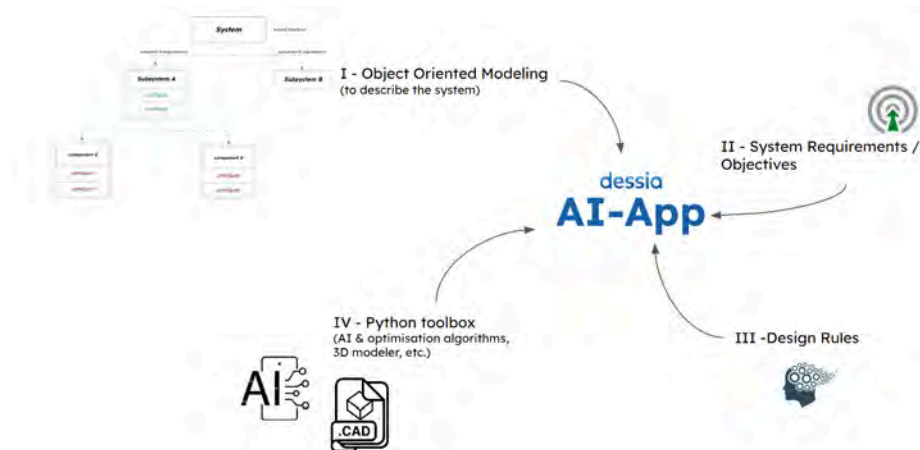 System
Subsystem A
Subsystem B
I - Object Oriented Modeling
(to describe the system)
II - System Requirements /
Objectives
dessia
AI-App
IV - Python toolbox
(AI & optimisation algorithms,
3D modeler, etc.)
III -Design Rules
AI
.CAD